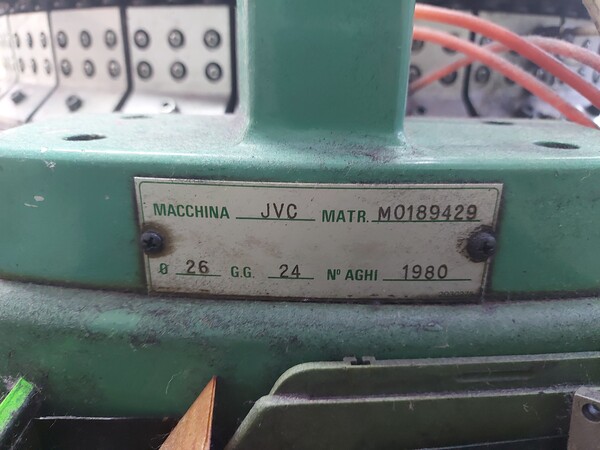 MACCHINA JVC MATR. M0189429
Ø 26 G.G. 24 Nº AGHI 1980